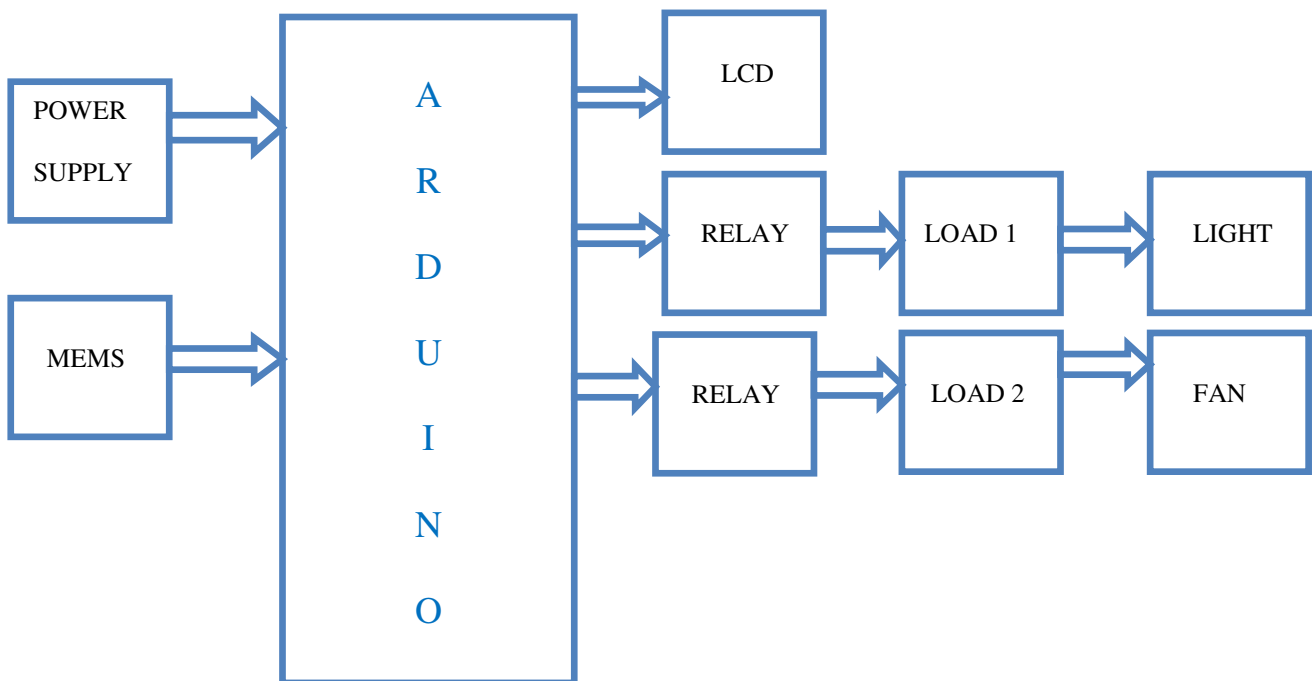 POWER
SUPPLY
MEMS
A
R
D
U
I
N
O
LCD
RELAY
LOAD 1
LIGHT
RELAY
LOAD 2
FAN